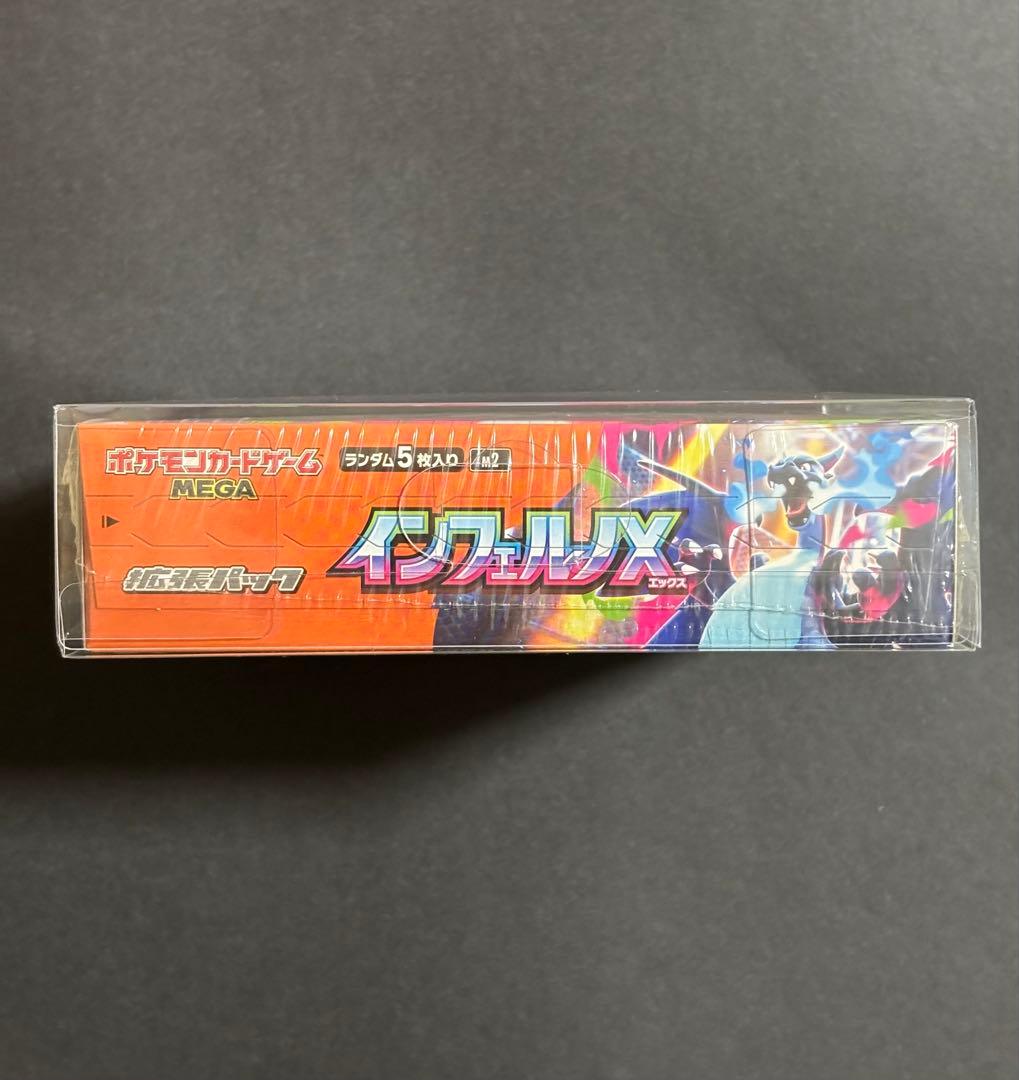 ポケモンカードゲーム
MEGA
ランダム5枚入り M2
拡張パック
インフェルノX
エックス